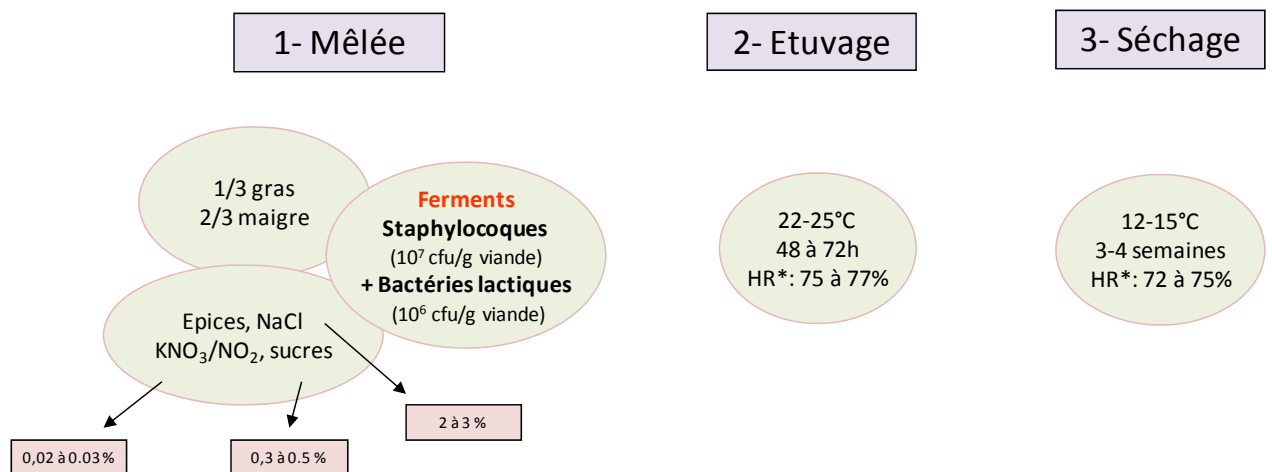 1- Mêlée
2- Etuvage
3- Séchage
1/3 gras
2/3 maigre
Ferments
Staphylocoques
(10⁷ cfu/g viande)
+ Bactéries lactiques
(10⁶ cfu/g viande)
Epices, NaCl
KNO₃/NO₂, sucres
22-25°C
48 à 72h
HR*: 75 à 77%
12-15°C
3-4 semaines
HR*: 72 à 75%
2 à 3 %
0,02 à 0.03 %
0,3 à 0.5 %